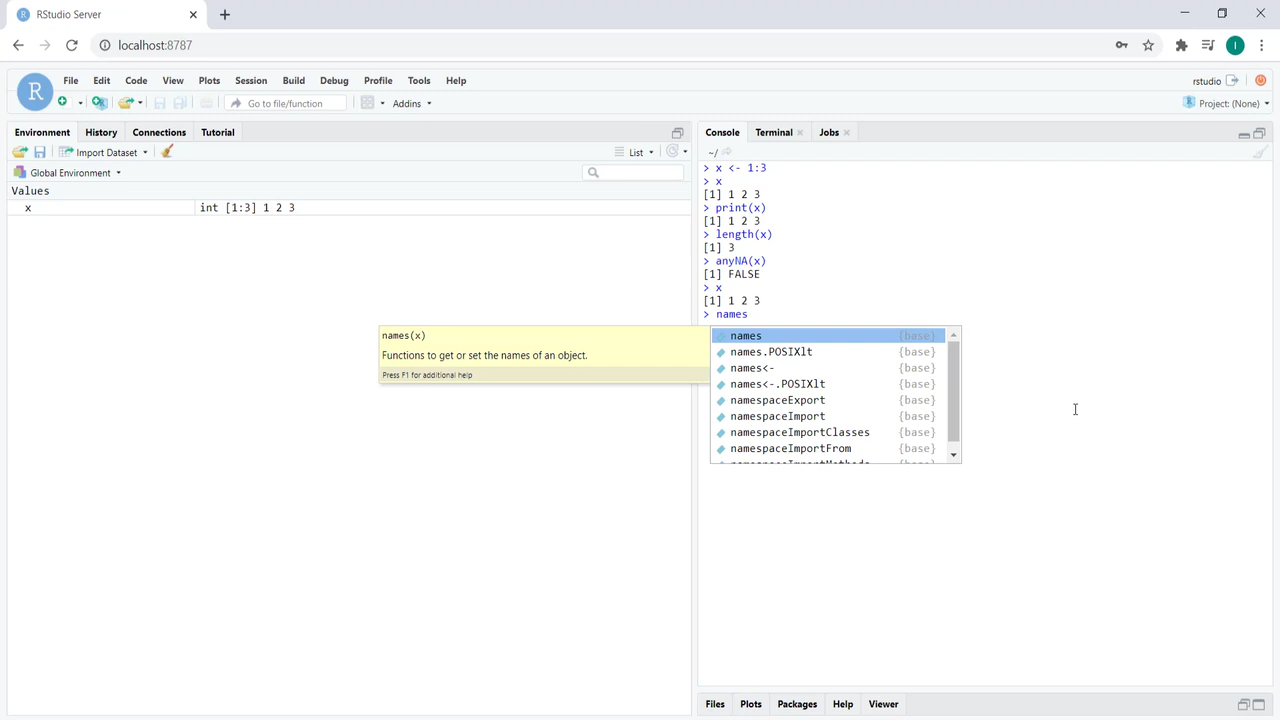 RStudio Server
localhost:8787
I
R
File Edit Code View Plots Session Build Debug Profile Tools Help
rstudio
Go to file/function
Addins
Project: (None)
Environment History Connections Tutorial
Import Dataset
List
Global Environment
Values
x int [1:3] 1 2 3
Console Terminal Jobs
~/
> x <- 1:3
> x
[1] 1 2 3
> print(x)
[1] 1 2 3
> length(x)
[1] 3
> anyNA(x)
[1] FALSE
> x
[1] 1 2 3
> names
names(x)
Functions to get or set the names of an object.
Press F1 for additional help
names {base}
names.POSIXlt {base}
names<- {base}
names<-.POSIXlt {base}
namespaceExport {base}
namespaceImport {base}
namespaceImportClasses {base}
namespaceImportFrom {base}
namespaceImportMethods {base}
Files Plots Packages Help Viewer